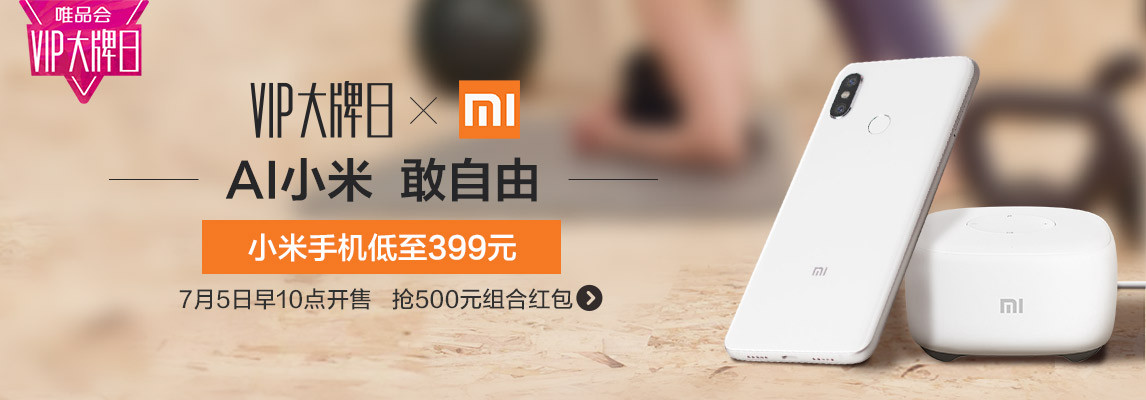 唯品会
VIP大牌日
VIP大牌日×mi
AI小米 敢自由
小米手机低至399元
7月5日早10点开售 抢500元组合红包
mi
mi